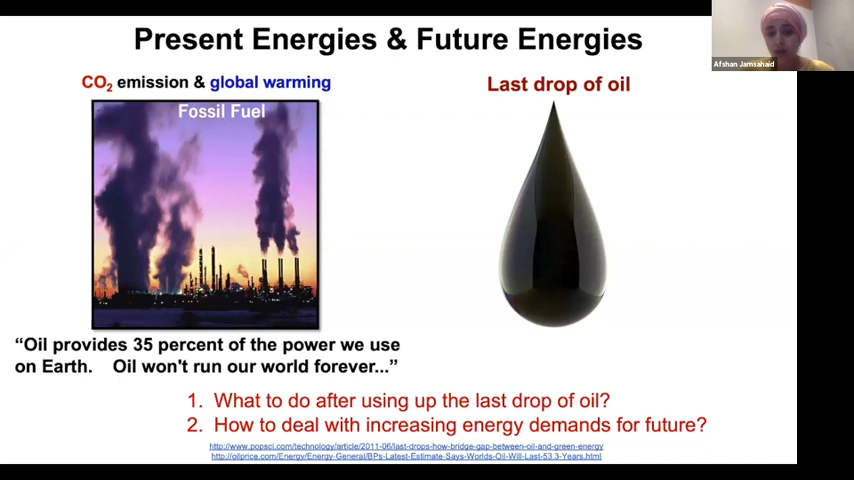 Present Energies & Future Energies
Afshan Jamsahaid
CO2 emission & global warming
Last drop of oil
Fossil Fuel
“Oil provides 35 percent of the power we use
on Earth. Oil won't run our world forever...”
1. What to do after using up the last drop of oil?
2. How to deal with increasing energy demands for future?
http://www.popsci.com/technology/article/2011-06/last-drops-how-bridge-gap-between-oil-and-green-energy
http://oilprice.com/Energy/Energy-General/BPs-Latest-Estimate-Says-Worlds-Oil-Will-Last-53.3-Years.html